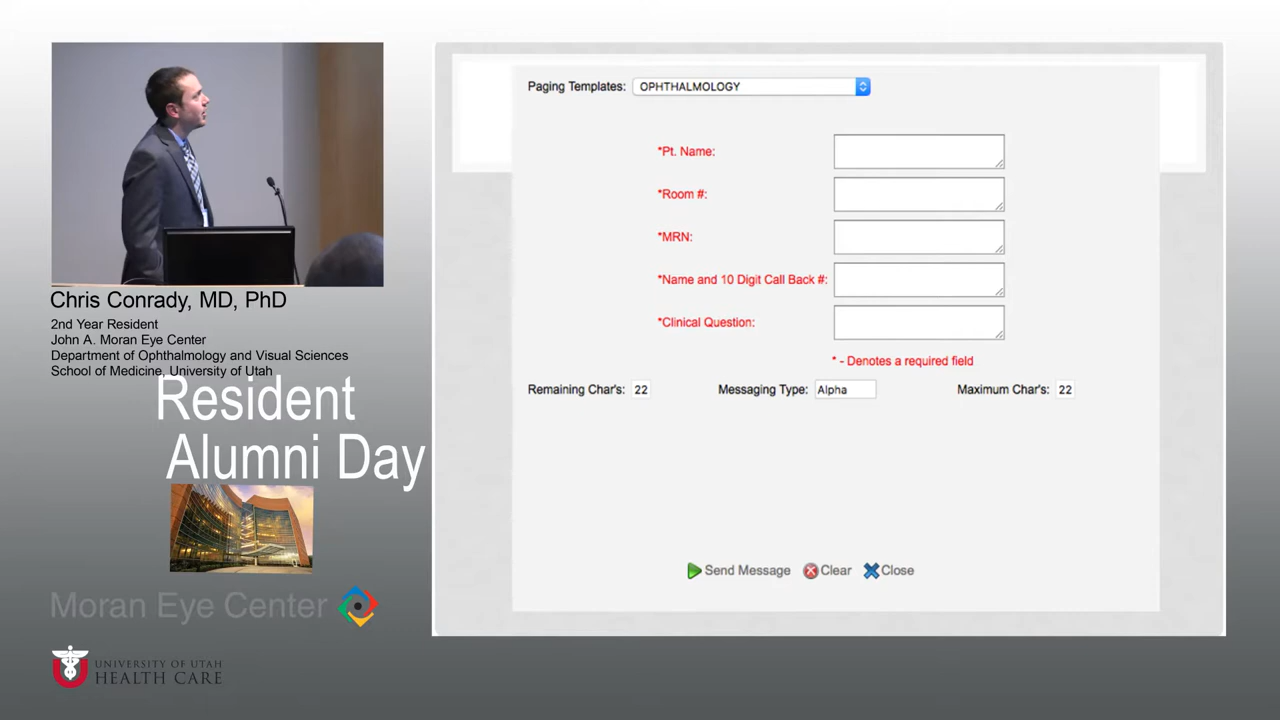 Paging Templates: OPHTHALMOLOGY
*Pt. Name:
*Room #:
*MRN:
*Name and 10 Digit Call Back #:
*Clinical Question:
* - Denotes a required field
Remaining Char's: 22 Messaging Type: Alpha Maximum Char's: 22
Send Message Clear Close
Chris Conrady, MD, PhD
2nd Year Resident
John A. Moran Eye Center
Department of Ophthalmology and Visual Sciences
School of Medicine, University of Utah
Resident
Alumni Day
Moran Eye Center
U UNIVERSITY OF UTAH
HEALTH CARE